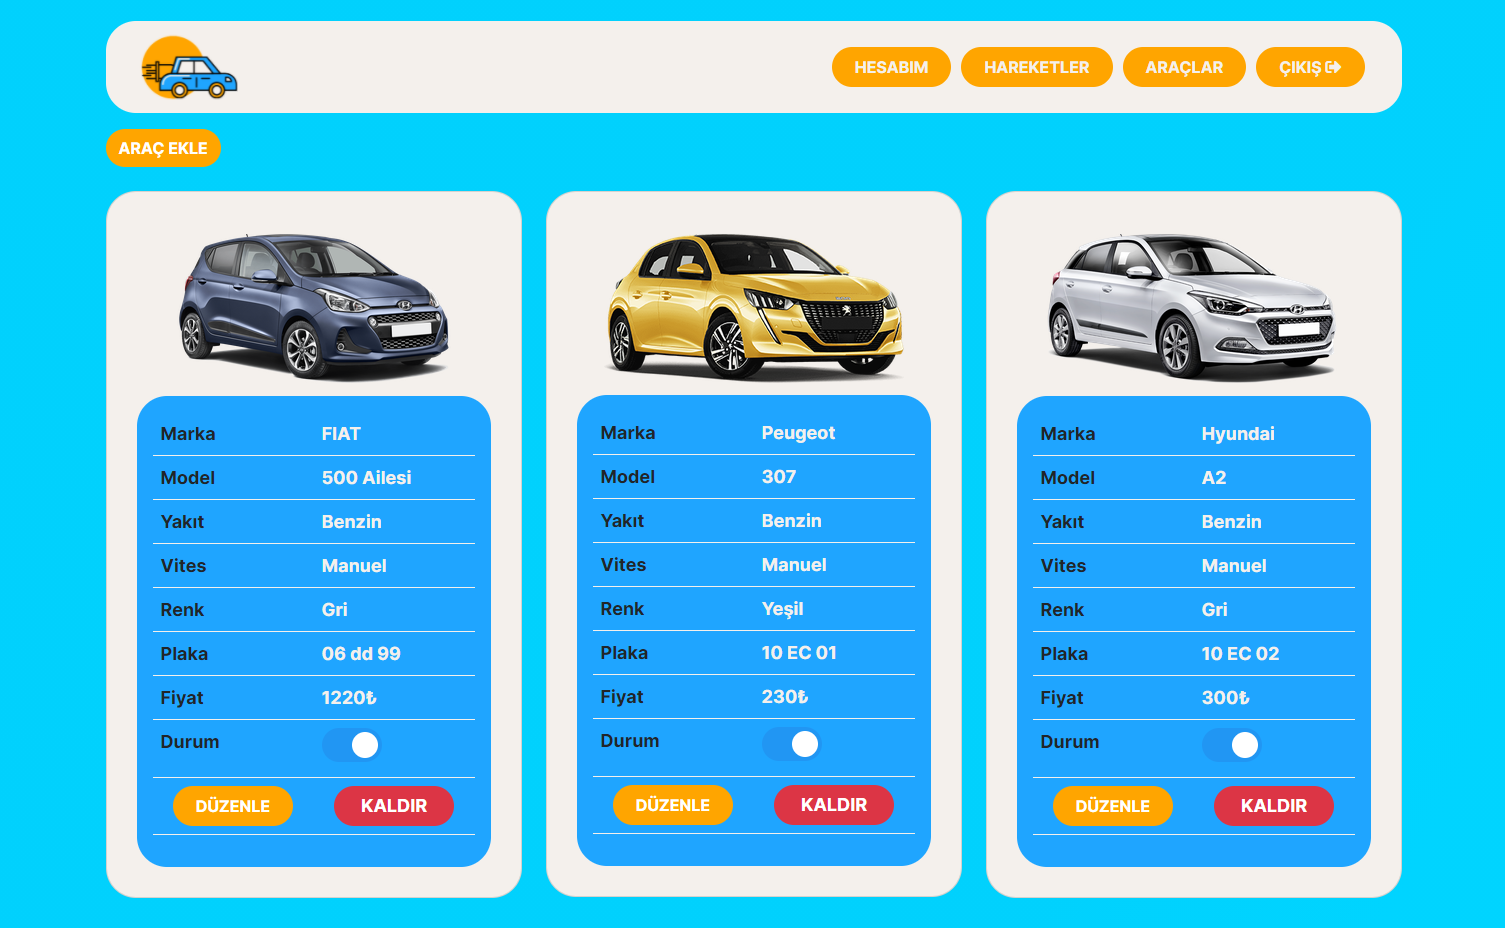 HESABIM HAREKETLER ARAÇLAR ÇIKIŞ
ARAÇ EKLE
Marka FIAT
Model 500 Ailesi
Yakıt Benzin
Vites Manuel
Renk Gri
Plaka 06 dd 99
Fiyat 1220₺
Durum
DÜZENLE KALDIR
Marka Peugeot
Model 307
Yakıt Benzin
Vites Manuel
Renk Yeşil
Plaka 10 EC 01
Fiyat 230₺
Durum
DÜZENLE KALDIR
Marka Hyundai
Model A2
Yakıt Benzin
Vites Manuel
Renk Gri
Plaka 10 EC 02
Fiyat 300₺
Durum
DÜZENLE KALDIR